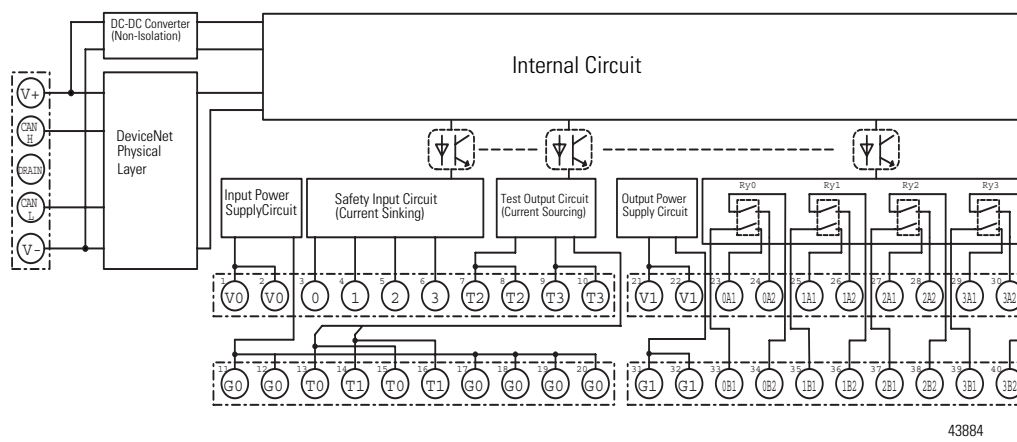 DC-DC Converter
(Non-Isolation)
Internal Circuit
V+
CAN
H
DRAIN
CAN
L
V-
DeviceNet
Physical
Layer
Input Power
SupplyCircuit
Safety Input Circuit
(Current Sinking)
Test Output Circuit
(Current Sourcing)
Output Power
Supply Circuit
Ry0 Ry1 Ry2 Ry3
1 2 3 4 5 6 7 8 9 10 21 22 23 24 25 26 27 28 29 30
V0 V0 0 1 2 3 T2 T2 T3 T3 V1 V1 0A1 0A2 1A1 1A2 2A1 2A2 3A1 3A2
11 12 13 14 15 16 17 18 19 20 31 32 33 34 35 36 37 38 39 40
G0 G0 T0 T1 T0 T1 G0 G0 G0 G0 G1 G1 0B1 0B2 1B1 1B2 2B1 2B2 3B1 3B2
43884